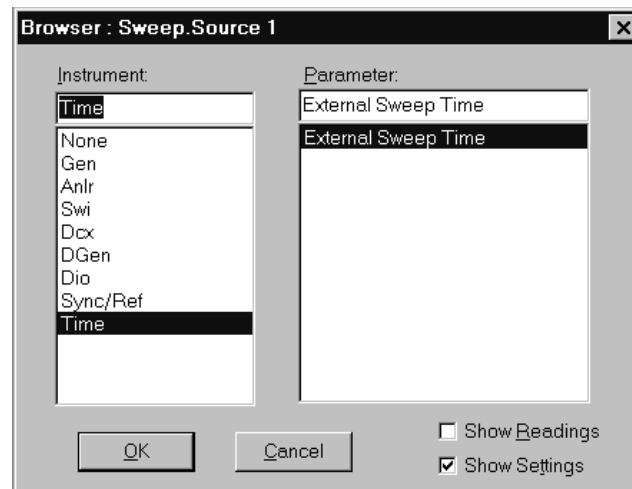 Browser : Sweep.Source 1
Instrument:
Time
None
Gen
Anlr
Swi
Dcx
DGen
Dio
Sync/Ref
Time
Parameter:
External Sweep Time
External Sweep Time
OK
Cancel
Show Readings
Show Settings